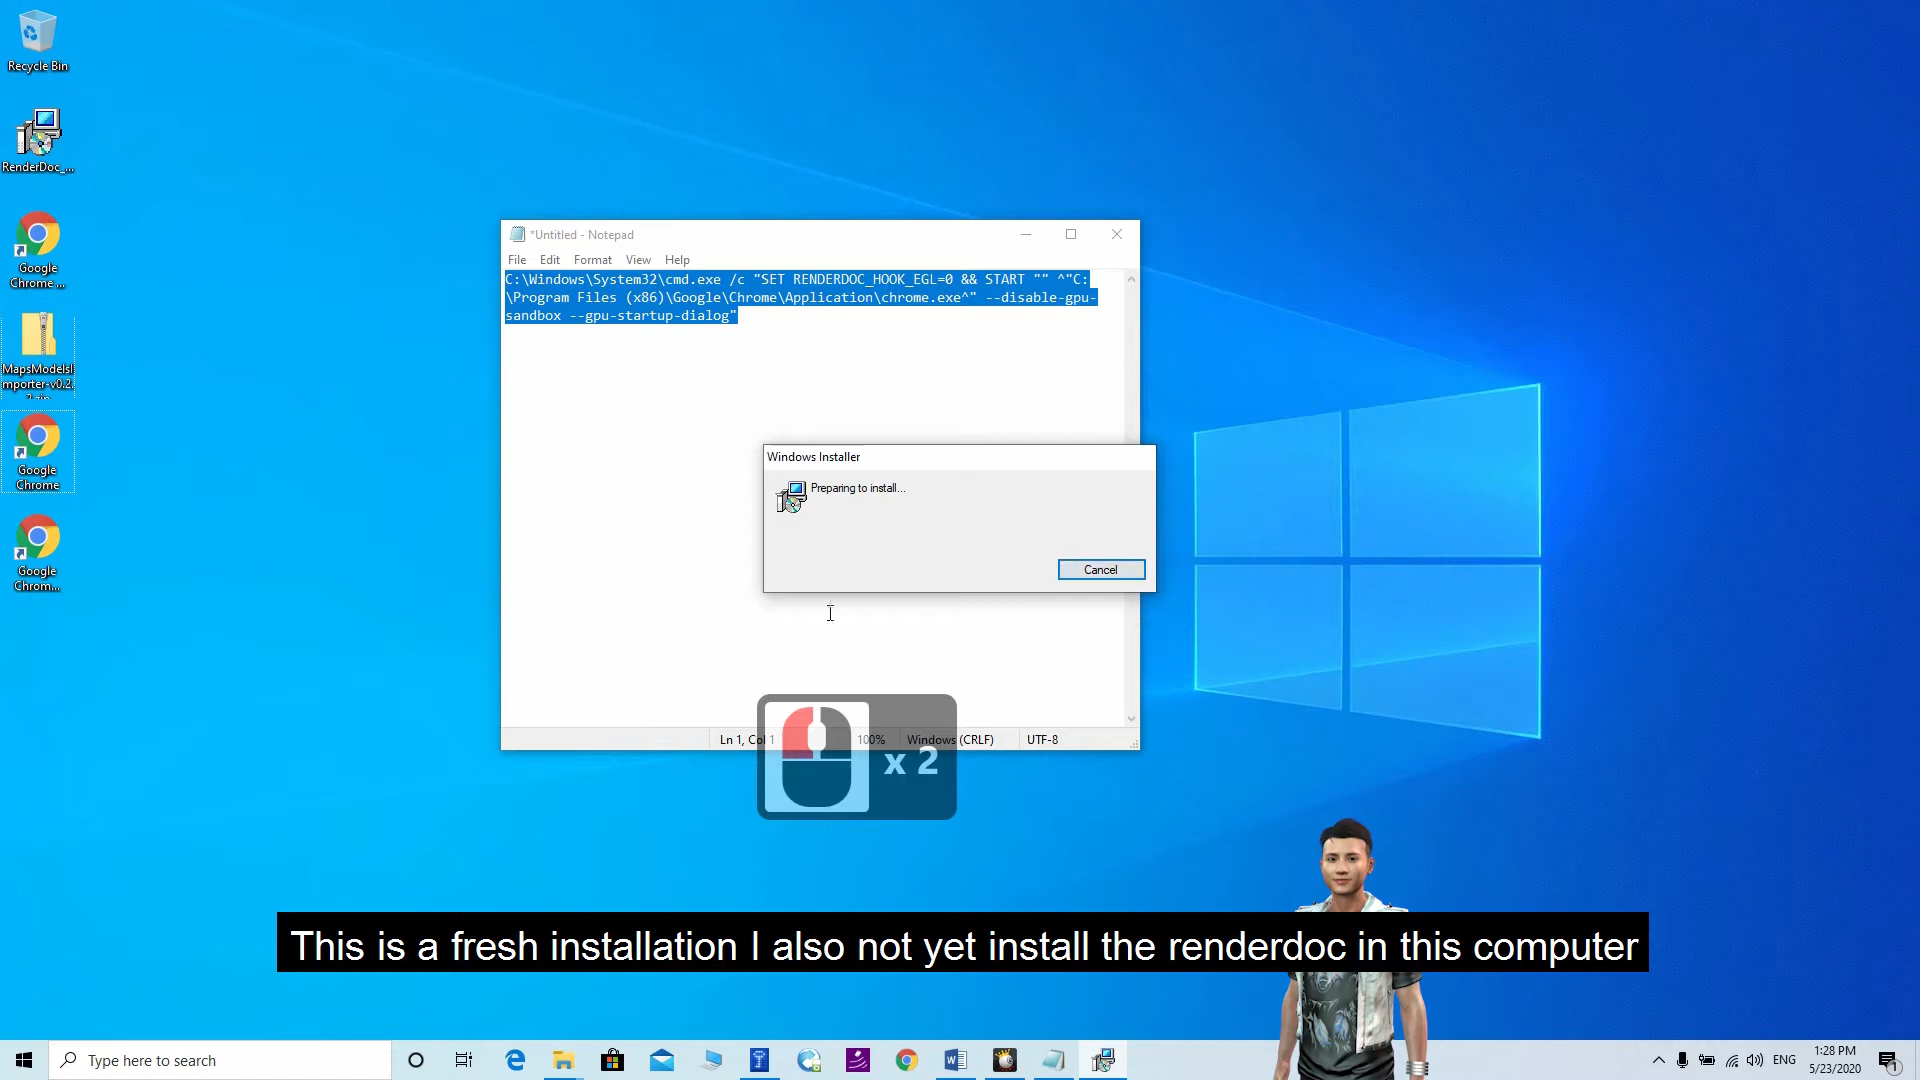 Recycle Bin
RenderDoc_...
Google
Chrome ...
MapsModelsI
mporter-v0.2.
2.zip
Google
Chrome
Google
Chrom...
*Untitled - Notepad
File Edit Format View Help
C:\Windows\System32\cmd.exe /c "SET RENDERDOC_HOOK_EGL=0 && START "" ^"C:
\Program Files (x86)\Google\Chrome\Application\chrome.exe^" --disable-gpu-
sandbox --gpu-startup-dialog"
Windows Installer
Preparing to install...
Cancel
Ln 1, Col 1 100% Windows (CRLF) UTF-8
x 2
This is a fresh installation I also not yet install the renderdoc in this computer
Type here to search
ENG
1:28 PM
5/23/2020
1